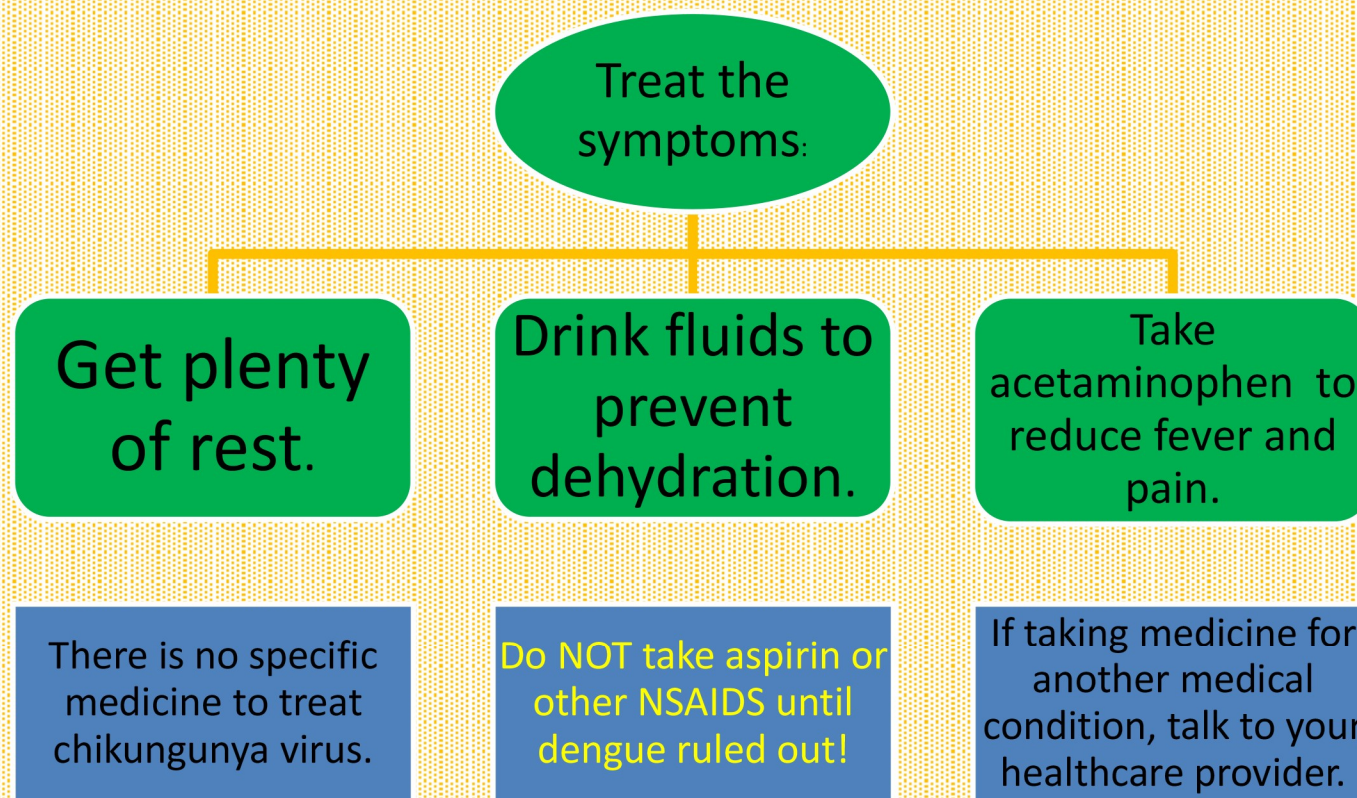 Treat the
symptoms:
Get plenty
of rest.
Drink fluids to
prevent
dehydration.
Take
acetaminophen to
reduce fever and
pain.
There is no specific
medicine to treat
chikungunya virus.
Do NOT take aspirin or
other NSAIDS until
dengue ruled out!
If taking medicine for
another medical
condition, talk to your
healthcare provider.